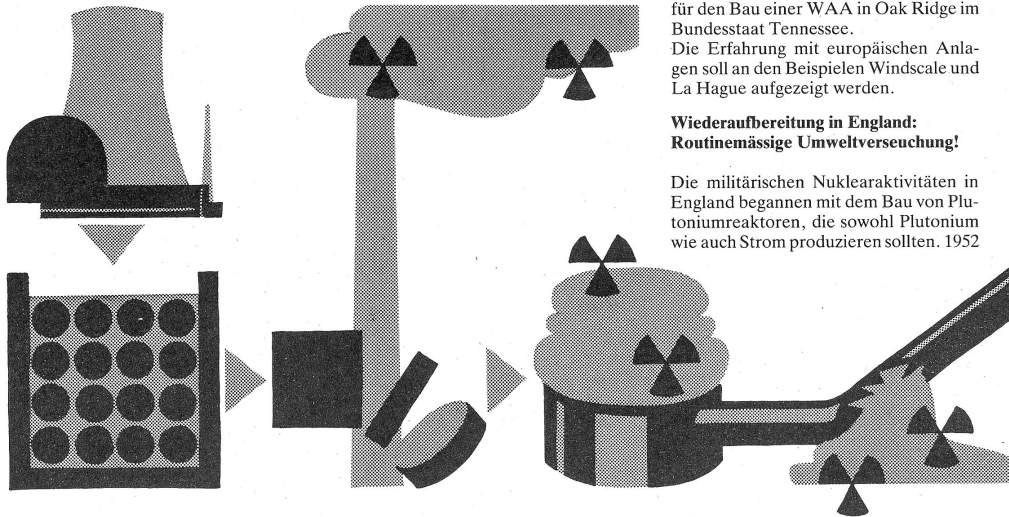 für den Bau einer WAA in Oak Ridge im
Bundesstaat Tennessee.
Die Erfahrung mit europäischen Anla-
gen soll an den Beispielen Windscale und
La Hague aufgezeigt werden.
Wiederaufbereitung in England:
Routinemässige Umweltverseuchung!
Die militärischen Nuklearaktivitäten in
England begannen mit dem Bau von Plu-
toniumreaktoren, die sowohl Plutonium
wie auch Strom produzieren sollten. 1952